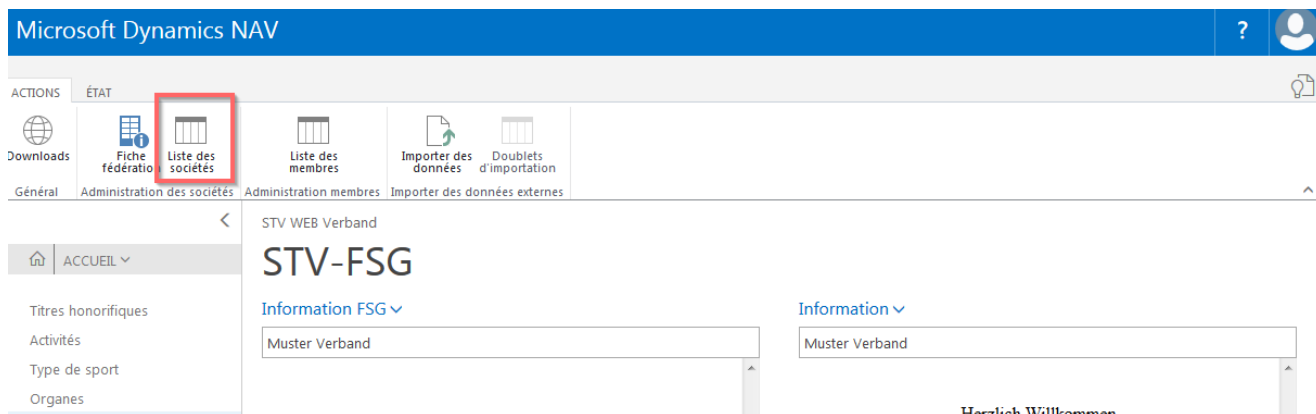 Microsoft Dynamics NAV ?
ACTIONS ÉTAT
Downloads Fiche fédération Liste des sociétés Liste des membres Importer des données Doublets d'importation
Général Administration des sociétés Administration membres Importer des données externes
STV WEB Verband
ACCUEIL STV-FSG
Titres honorifiques Information FSG Information
Activités Muster Verband Muster Verband
Type de sport
Organes
Herzlich Willkommen